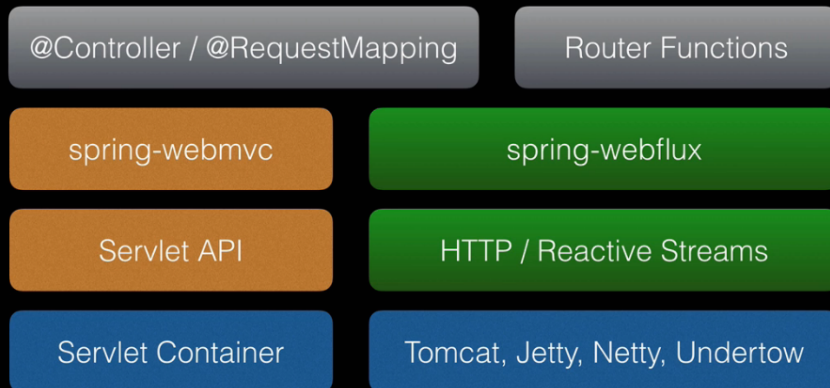 @Controller / @RequestMapping
Router Functions
spring-webmvc
spring-webflux
Servlet API
HTTP / Reactive Streams
Servlet Container
Tomcat, Jetty, Netty, Undertow